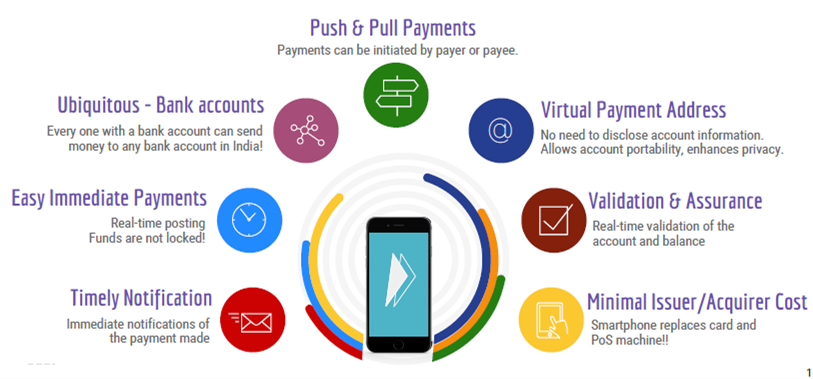 Push & Pull Payments
Payments can be initiated by payer or payee.
Ubiquitous - Bank accounts
Every one with a bank account can send
money to any bank account in India!
@
Virtual Payment Address
No need to disclose account information.
Allows account portability, enhances privacy.
Easy Immediate Payments
Real-time posting
Funds are not locked!
Validation & Assurance
Real-time validation of the
account and balance
Timely Notification
Immediate notifications of
the payment made
Minimal Issuer/Acquirer Cost
Smartphone replaces card and
PoS machine!!
1